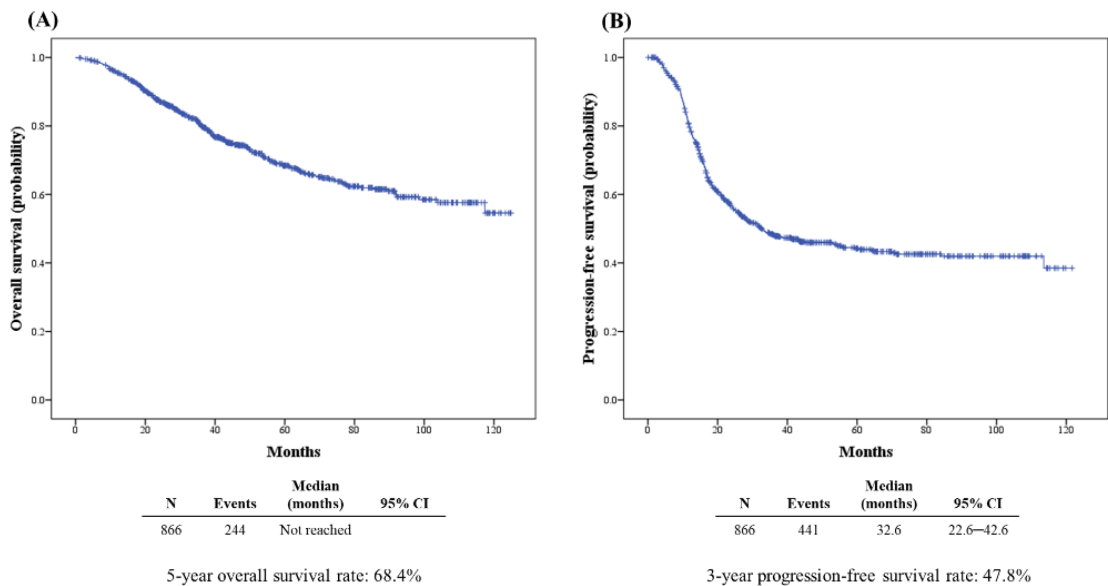 (A)
1.0
0.8
0.6
0.4
0.2
0.0
Overall survival (probability)
0 20 40 60 80 100 120
Months
N Events Median (months) 95% CI
866 244 Not reached
5-year overall survival rate: 68.4%
(B)
1.0
0.8
0.6
0.4
0.2
0.0
Progression-free survival (probability)
0 20 40 60 80 100 120
Months
N Events Median (months) 95% CI
866 441 32.6 22.6—42.6
3-year progression-free survival rate: 47.8%